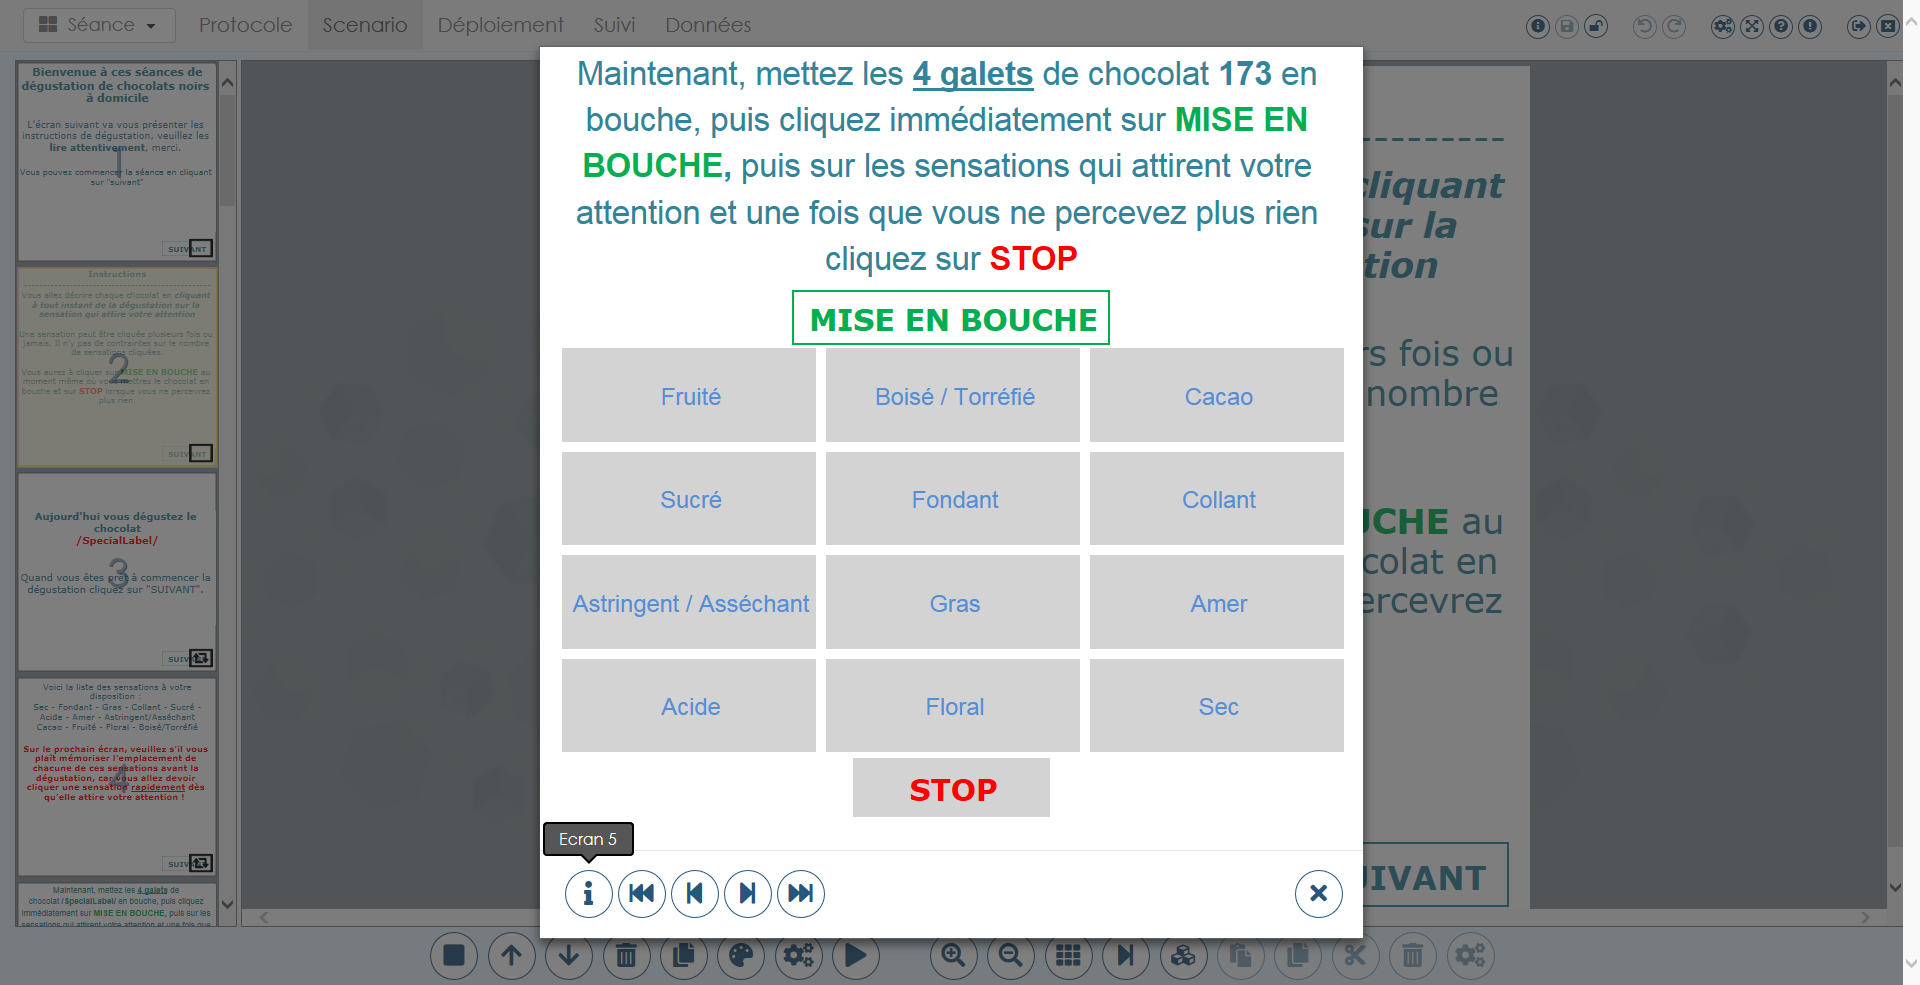 Séance
Protocole
Scenario
Déploiement
Suivi
Données
Bienvenue à ces séances de
dégustation de chocolats noirs
à domicile
L'écran suivant va vous présenter les
instructions de dégustation, veuillez les
lire attentivement, merci.
1
Vous pouvez commencer la séance en cliquant
sur "suivant"
SUIVANT
Instructions
Vous allez décrire chaque chocolat en cliquant
à tout instant de la dégustation sur la
sensation qui attire votre attention
Une sensation peut être cliquée plusieurs fois ou
jamais. Il n'y pas de contraintes sur le nombre
de sensations cliquées.
2
Vous aurez à cliquer sur MISE EN BOUCHE au
moment même où vous mettrez le chocolat en
bouche et sur STOP lorsque vous ne percevrez
plus rien.
SUIVANT
Aujourd'hui vous dégustez le
chocolat
/SpecialLabel/
3
Quand vous êtes prêt à commencer la
dégustation cliquez sur "SUIVANT".
SUIVANT
Voici la liste des sensations à votre
disposition :
Sec - Fondant - Gras - Collant - Sucré -
Acide - Amer - Astringent/Asséchant
Cacao - Fruité - Floral - Boisé/Torréfié
Sur le prochain écran, veuillez s'il vous
plaît mémoriser l'emplacement de
chacune de ces sensations avant la
dégustation, car vous allez devoir
cliquer une sensation rapidement dès
qu'elle attire votre attention !
4
SUIVANT
Maintenant, mettez les 4 galets de
chocolat /SpecialLabel/ en bouche, puis cliquez
immédiatement sur MISE EN BOUCHE, puis sur les
sensations qui attirent votre attention et une fois que
Maintenant, mettez les 4 galets de chocolat 173 en
bouche, puis cliquez immédiatement sur MISE EN
BOUCHE, puis sur les sensations qui attirent votre
attention et une fois que vous ne percevez plus rien
cliquez sur STOP
MISE EN BOUCHE
Fruité
Boisé / Torréfié
Cacao
Sucré
Fondant
Collant
Astringent / Asséchant
Gras
Amer
Acide
Floral
Sec
STOP
Ecran 5
cliquant
sur la
tion
rs fois ou
nombre
UCHE au
colat en
ercevrez
UIVANT